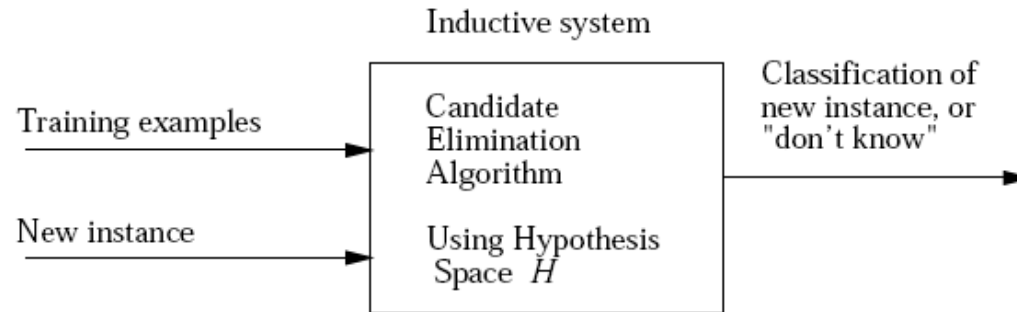 Inductive system
Training examples
New instance
Candidate
Elimination
Algorithm
Using Hypothesis
Space H
Classification of
new instance, or
"don't know"